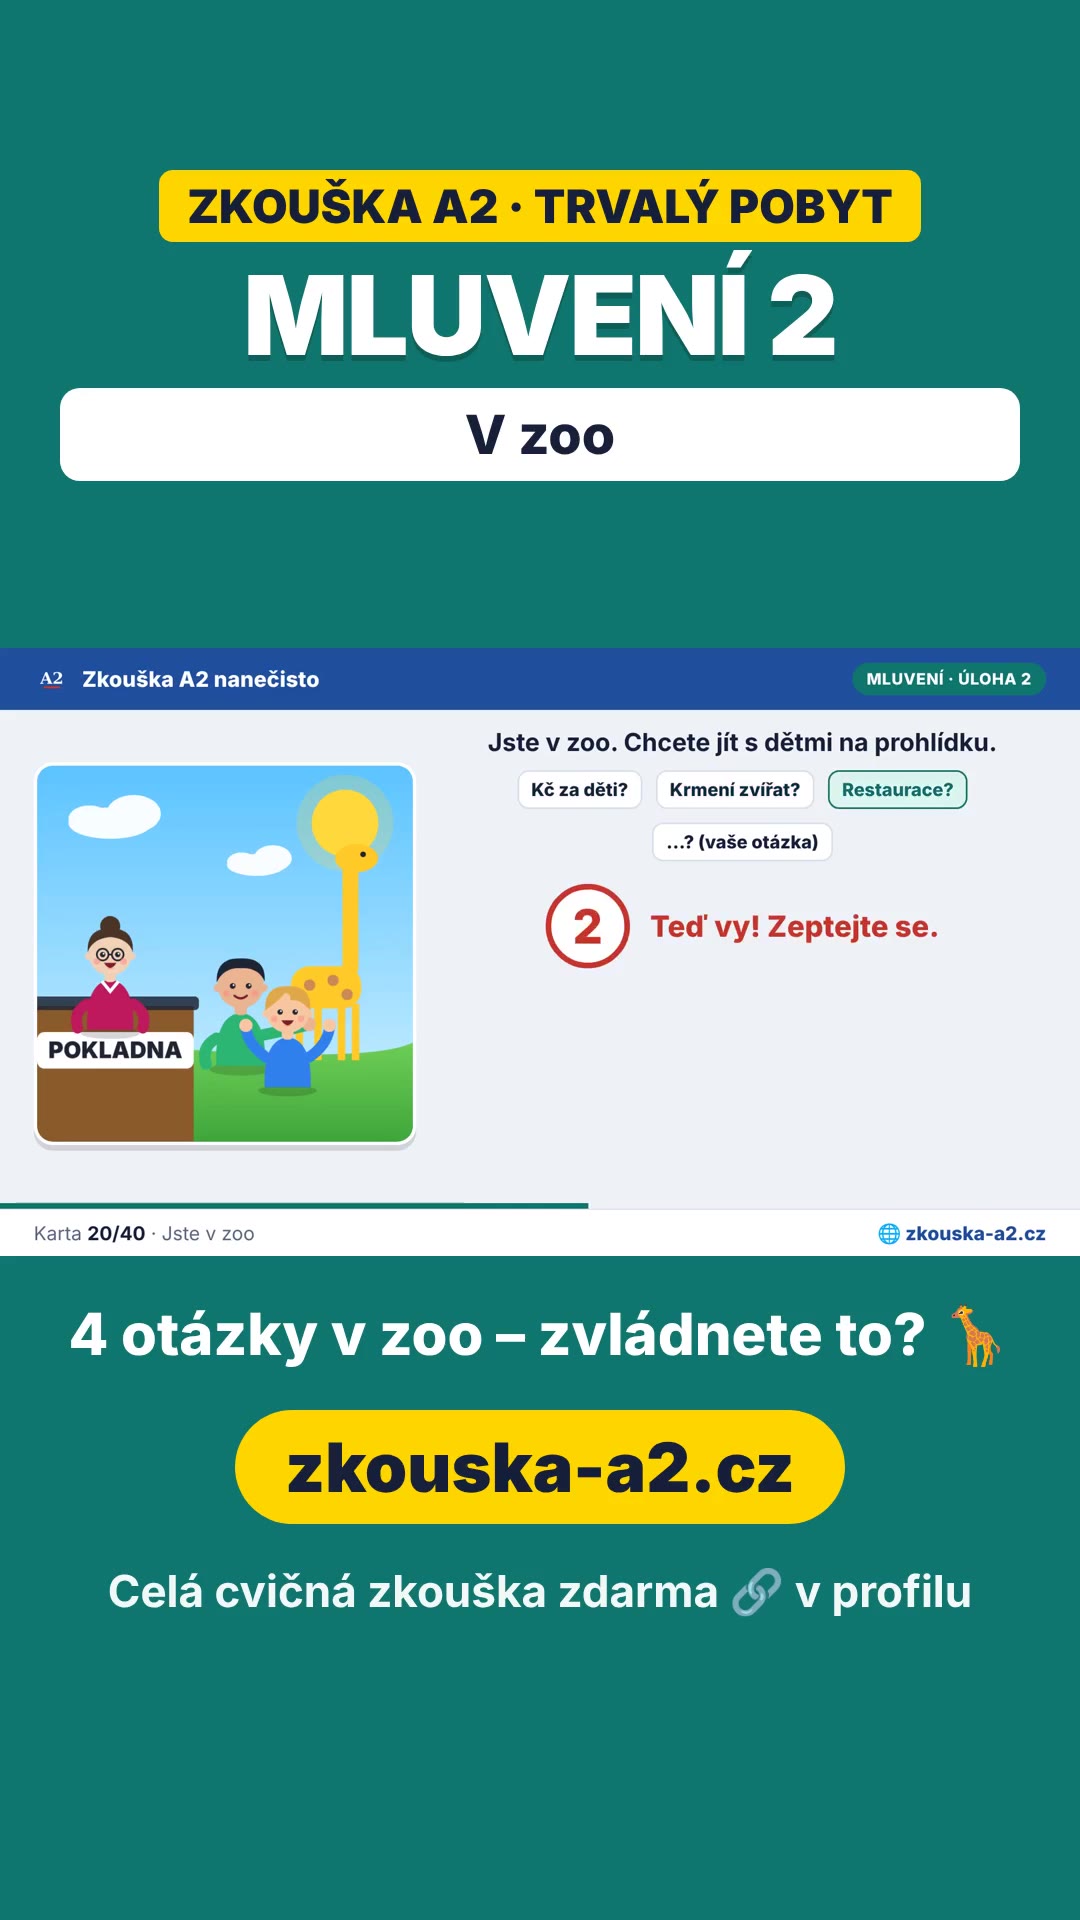 ZKOUŠKA A2 · TRVALÝ POBYT
MLUVENÍ 2
V zoo
A2 Zkouška A2 nanečisto
MLUVENÍ · ÚLOHA 2
Jste v zoo. Chcete jít s dětmi na prohlídku.
Kč za děti? Krmení zvířat? Restaurace?
...? (vaše otázka)
2 Teď vy! Zeptejte se.
POKLADNA
Karta 20/40 · Jste v zoo
zkouska-a2.cz
4 otázky v zoo – zvládnete to?
zkouska-a2.cz
Celá cvičná zkouška zdarma v profilu